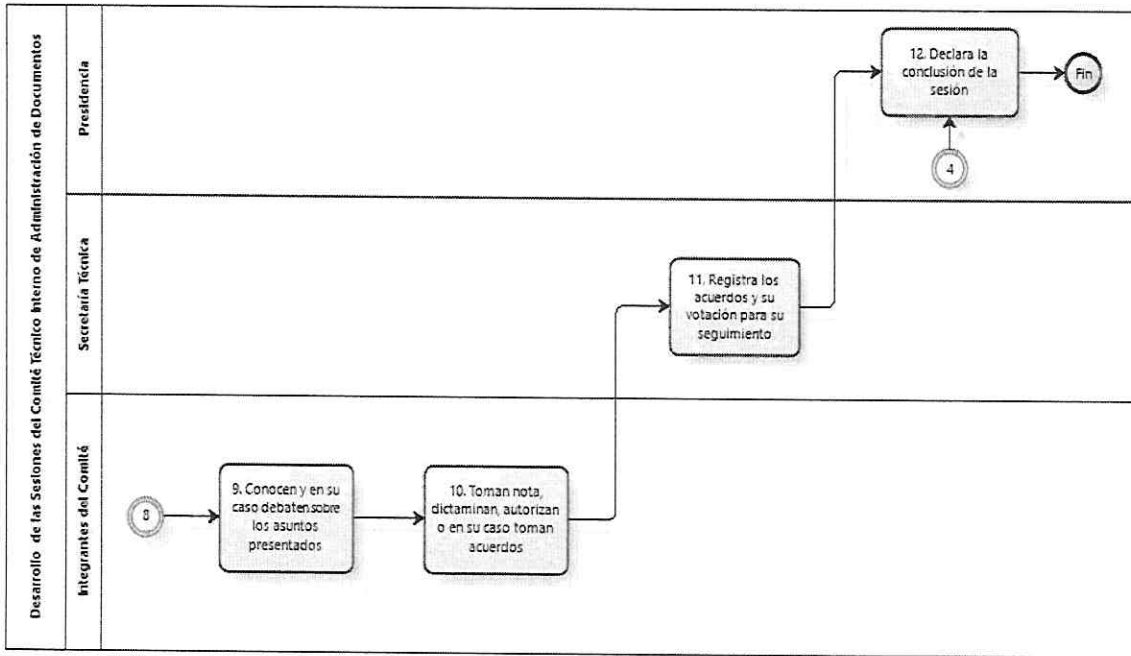 Desarrollo de las Sesiones del Comité Técnico Interno de Administración de Documentos
Presidencia
12. Declara la
conclusión de la
sesión
Fin
4
Secretaría Técnica
11. Registra los
acuerdos y su
votación para su
seguimiento
Integrantes del Comité
8
9. Conocen y en su
caso debaten sobre
los asuntos
presentados
10. Toman nota,
dictaminan, autorizan
o en su caso toman
acuerdos